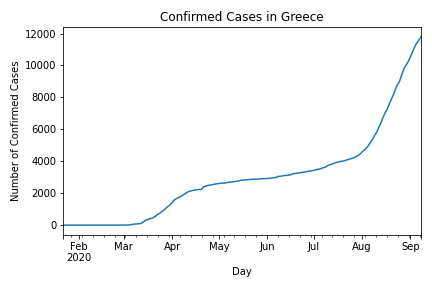 Confirmed Cases in Greece
Number of Confirmed Cases
12000
10000
8000
6000
4000
2000
0
Feb Mar Apr May Jun Jul Aug Sep
2020
Day